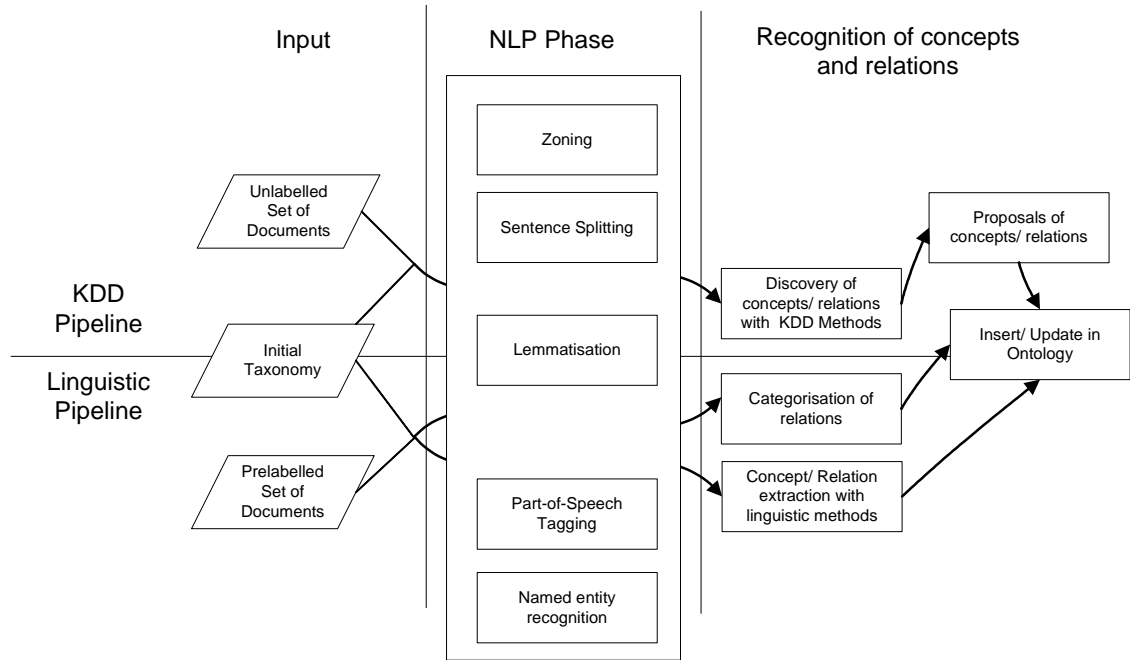 Input
NLP Phase
Recognition of concepts
and relations
KDD
Pipeline
Linguistic
Pipeline
Unlabelled
Set of
Documents
Initial
Taxonomy
Prelabelled
Set of
Documents
Zoning
Sentence Splitting
Lemmatisation
Part-of-Speech
Tagging
Named entity
recognition
Discovery of
concepts/ relations
with KDD Methods
Proposals of
concepts/ relations
Insert/ Update in
Ontology
Categorisation of
relations
Concept/ Relation
extraction with
linguistic methods